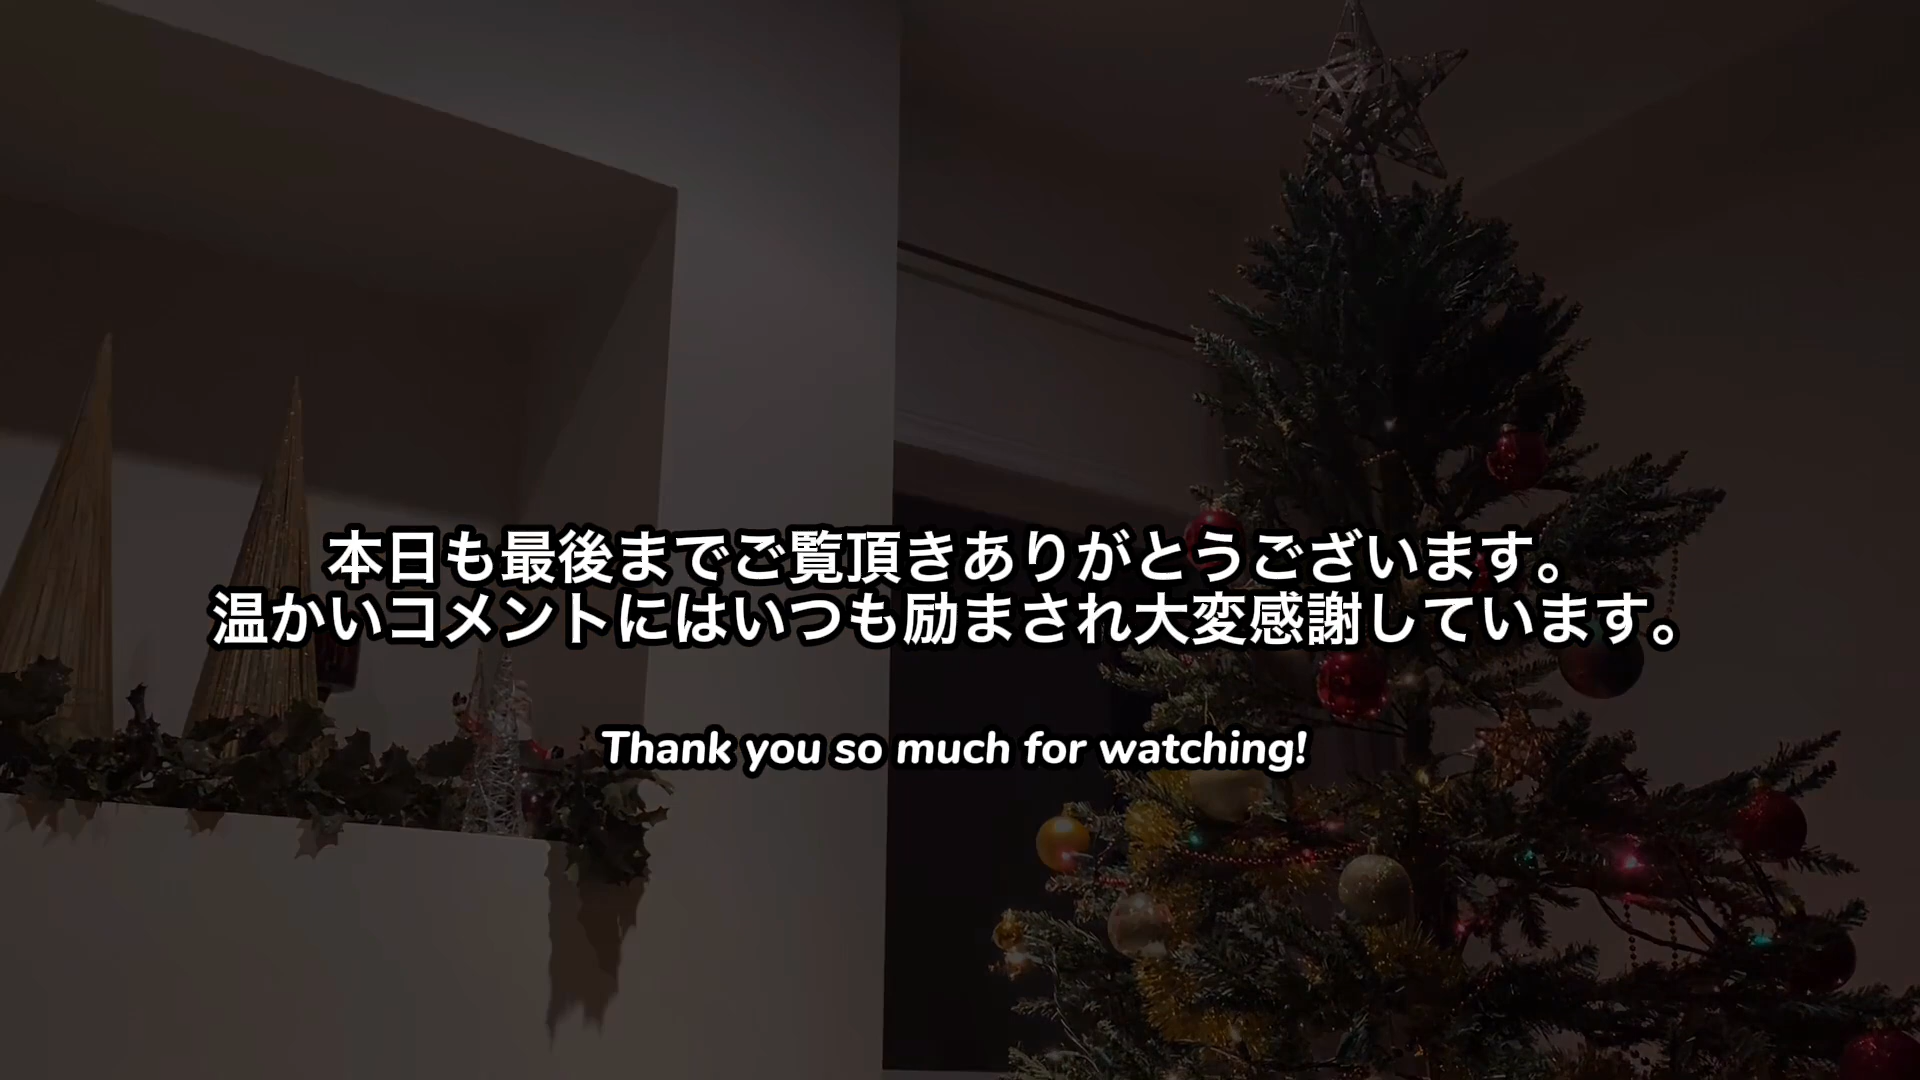 本日も最後までご覧頂きありがとうございます。
温かいコメントにはいつも励まされ大変感謝しています。
Thank you so much for watching!